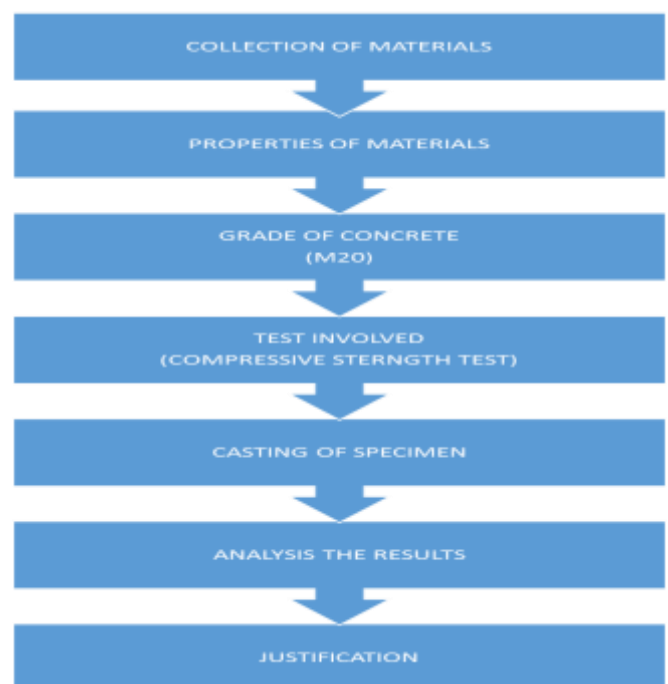 COLLECTION OF MATERIALS
PROPERTIES OF MATERIALS
GRADE OF CONCRETE
(M20)
TEST INVOLVED
(COMPRESSIVE STERNGTH TEST)
CASTING OF SPECIMEN
ANALYSIS THE RESULTS
JUSTIFICATION